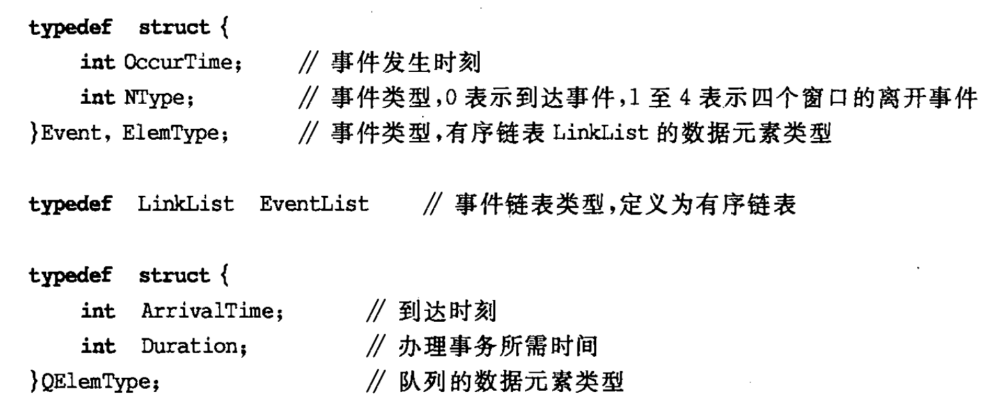 typedef struct {
int OccurTime; // 事件发生时刻
int NType; // 事件类型,0 表示到达事件,1 至 4 表示四个窗口的离开事件
}Event, ElemType; // 事件类型,有序链表 LinkList 的数据元素类型
typedef LinkList EventList // 事件链表类型,定义为有序链表
typedef struct {
int ArrivalTime; // 到达时刻
int Duration; // 办理事务所需时间
}QElemType; // 队列的数据元素类型